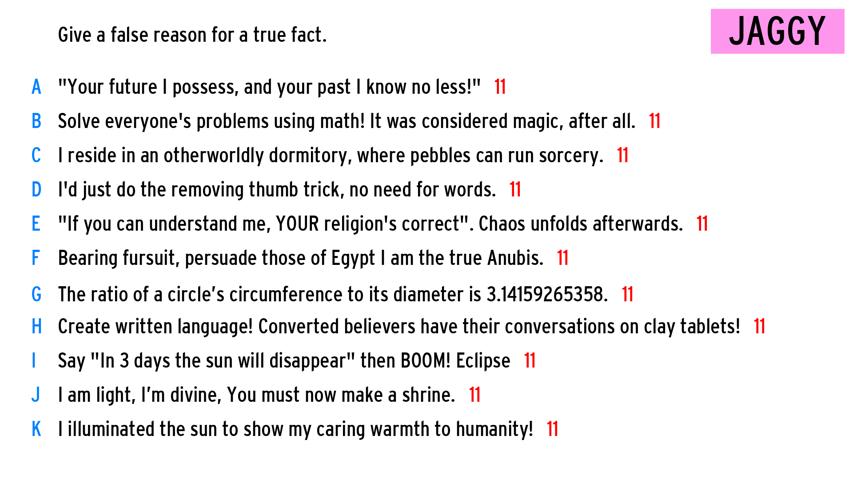 Give a false reason for a true fact.
JAGGY
A "Your future I possess, and your past I know no less!" 11
B Solve everyone's problems using math! It was considered magic, after all. 11
C I reside in an otherworldly dormitory, where pebbles can run sorcery. 11
D I'd just do the removing thumb trick, no need for words. 11
E "If you can understand me, YOUR religion's correct". Chaos unfolds afterwards. 11
F Bearing fursuit, persuade those of Egypt I am the true Anubis. 11
G The ratio of a circle’s circumference to its diameter is 3.14159265358. 11
H Create written language! Converted believers have their conversations on clay tablets! 11
I Say "In 3 days the sun will disappear" then BOOM! Eclipse 11
J I am light, I’m divine, You must now make a shrine. 11
K I illuminated the sun to show my caring warmth to humanity! 11